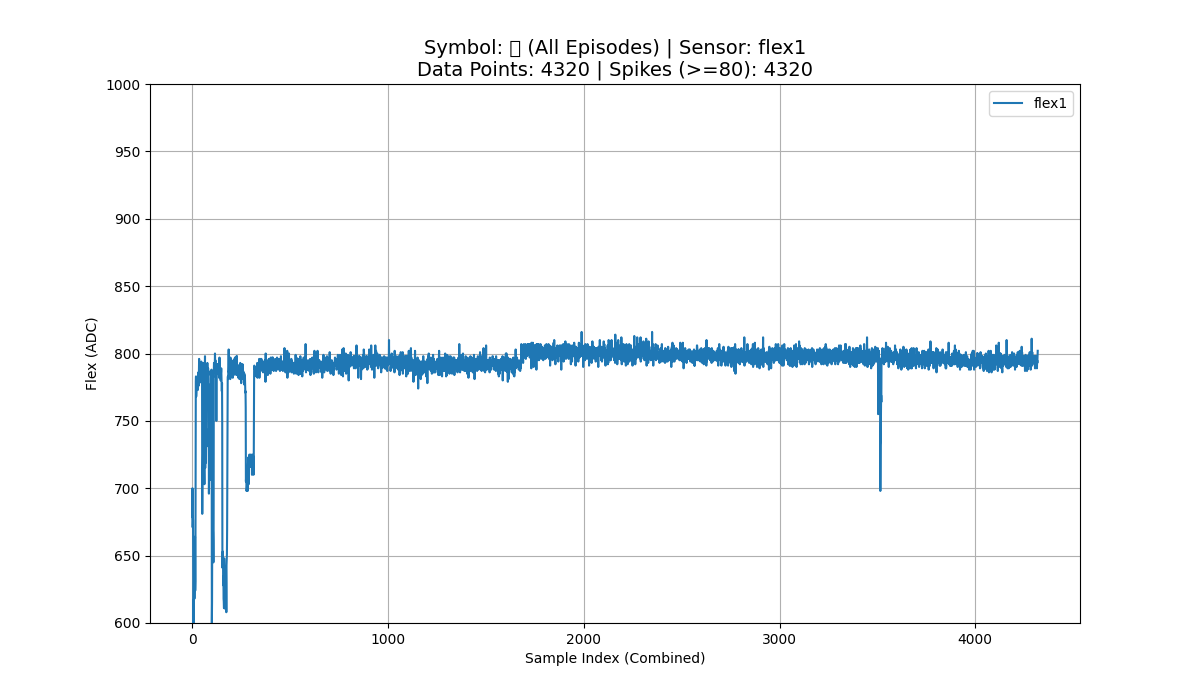 Symbol: (All Episodes) | Sensor: flex1
Data Points: 4320 | Spikes (>=80): 4320
flex1
1000
950
900
850
800
750
700
650
600
Flex (ADC)
0
1000
2000
3000
4000
Sample Index (Combined)